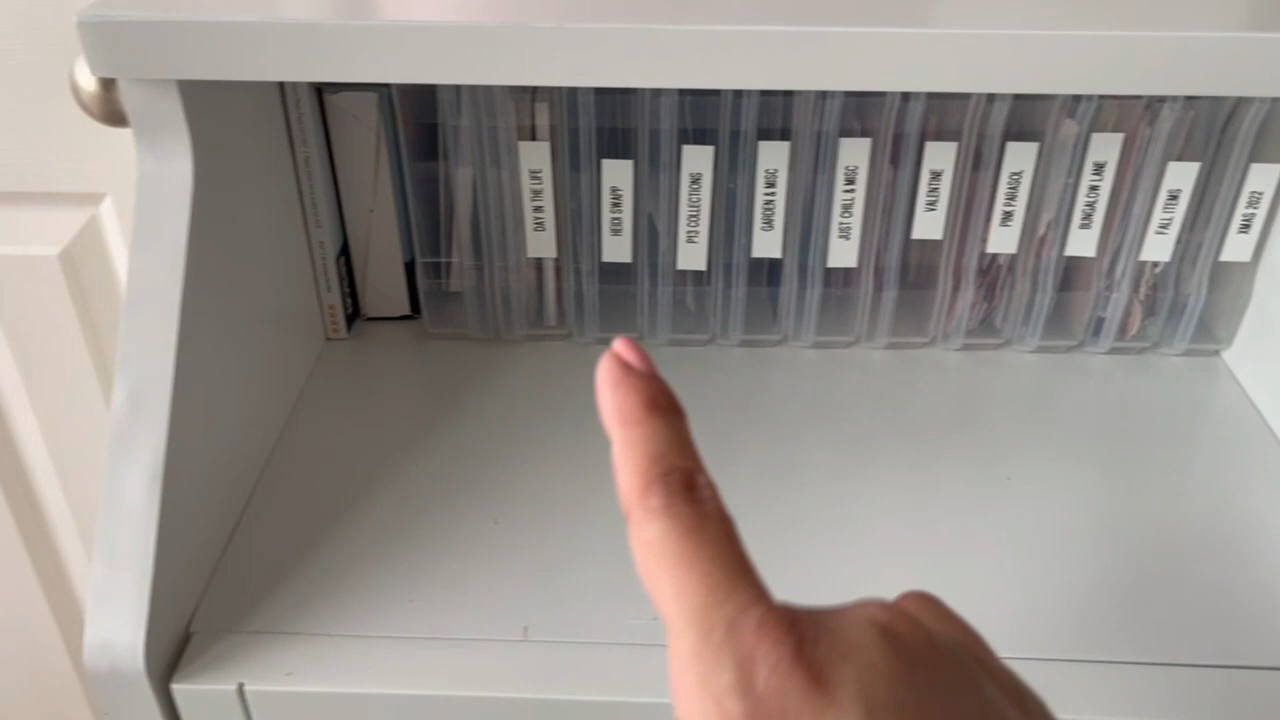 DAY IN THE LIFE
HEIDI SWAPP
P13 COLLECTIONS
GARDEN & MISC
JUST CHILL & MISC
VALENTINE
PINK PARASOL
BUNGALOW LANE
FALL ITEMS
XMAS 2022